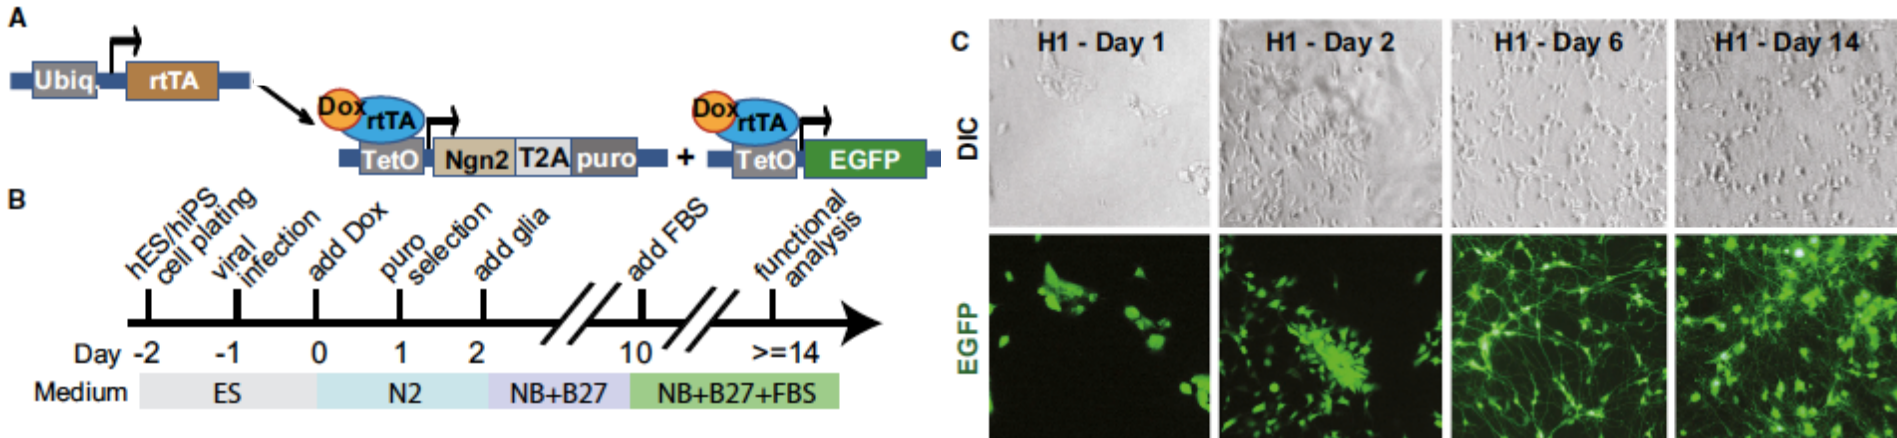 A
Ubiq. rtTA
Dox rtTA
TetO Ngn2 T2A puro
+
Dox rtTA
TetO EGFP
B
hES/hiPS
cell plating
viral
infection
add Dox
puro
selection
add glia
add FBS
functional
analysis
Day -2 -1 0 1 2 10 >=14
Medium ES N2 NB+B27 NB+B27+FBS
C
H1 - Day 1 H1 - Day 2 H1 - Day 6 H1 - Day 14
DIC
EGFP